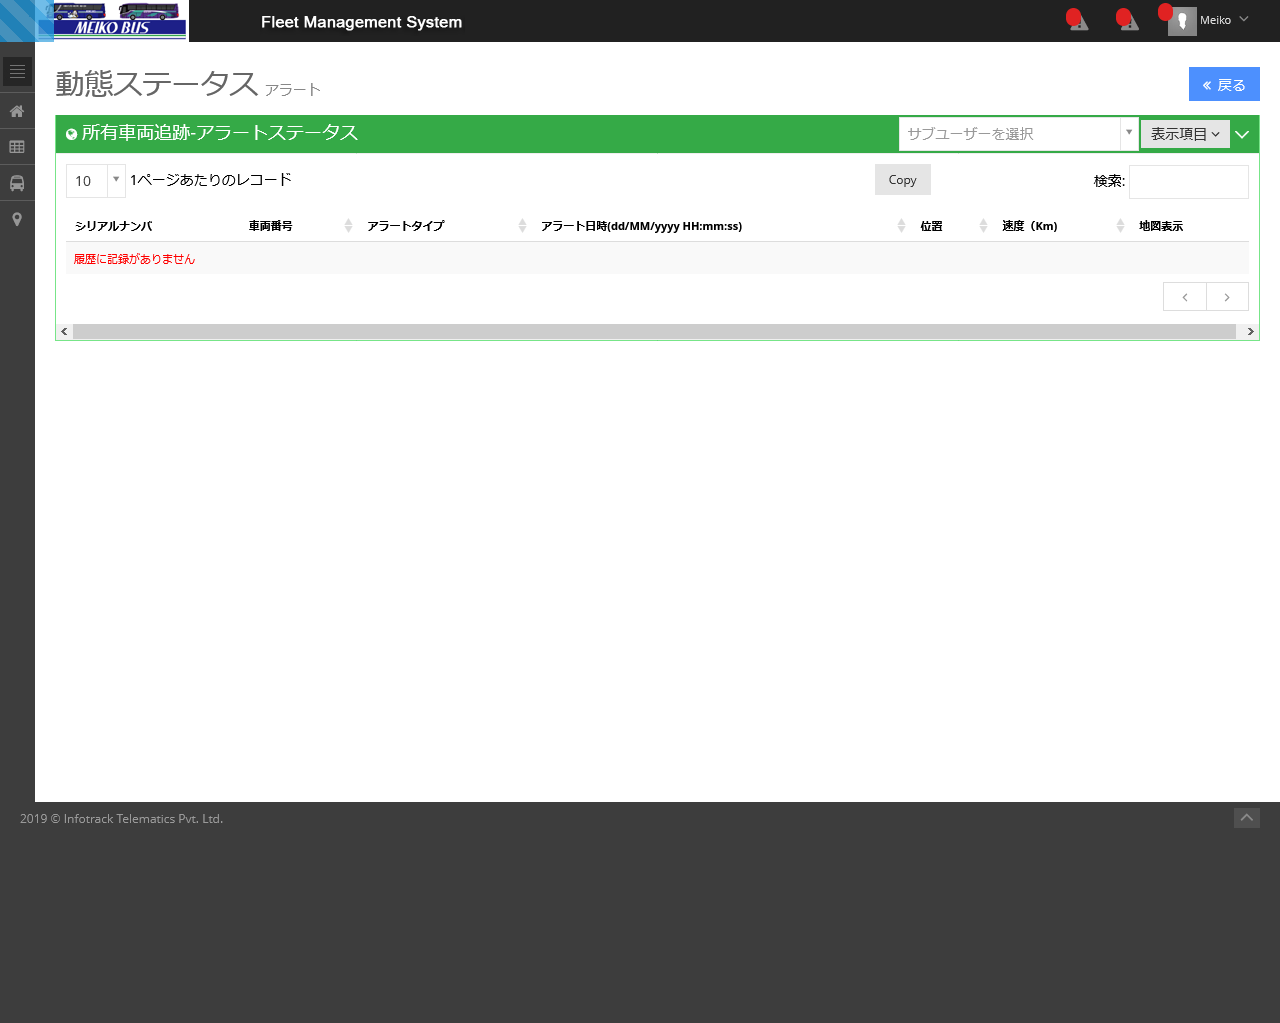 MEIKO BUS
Fleet Management System
Meiko
動態ステータス アラート
戻る
所有車両追跡-アラートステータス
サブユーザーを選択
表示項目
10
1ページあたりのレコード
Copy
検索:
シリアルナンバ 車両番号 アラートタイプ アラート日時(dd/MM/yyyy HH:mm:ss) 位置 速度（Km) 地図表示
履歴に記録がありません
2019 © Infotrack Telematics Pvt. Ltd.